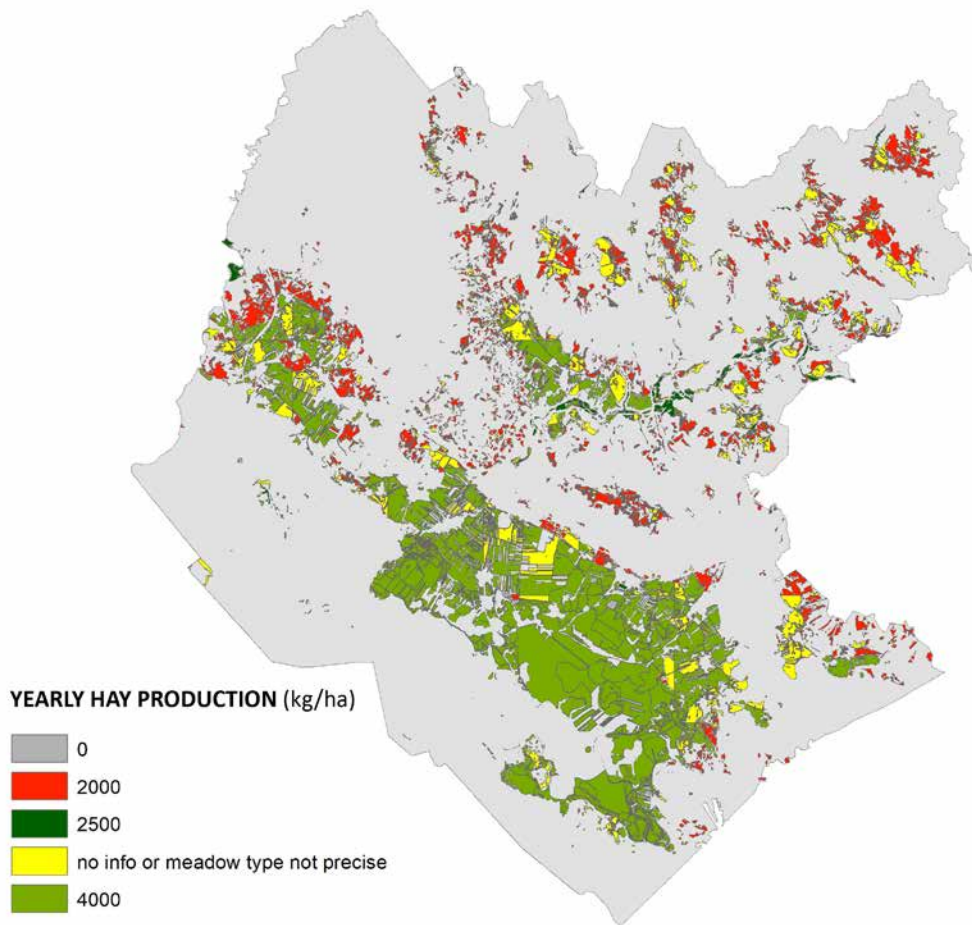 YEARLY HAY PRODUCTION (kg/ha)
0
2000
2500
no info or meadow type not precise
4000